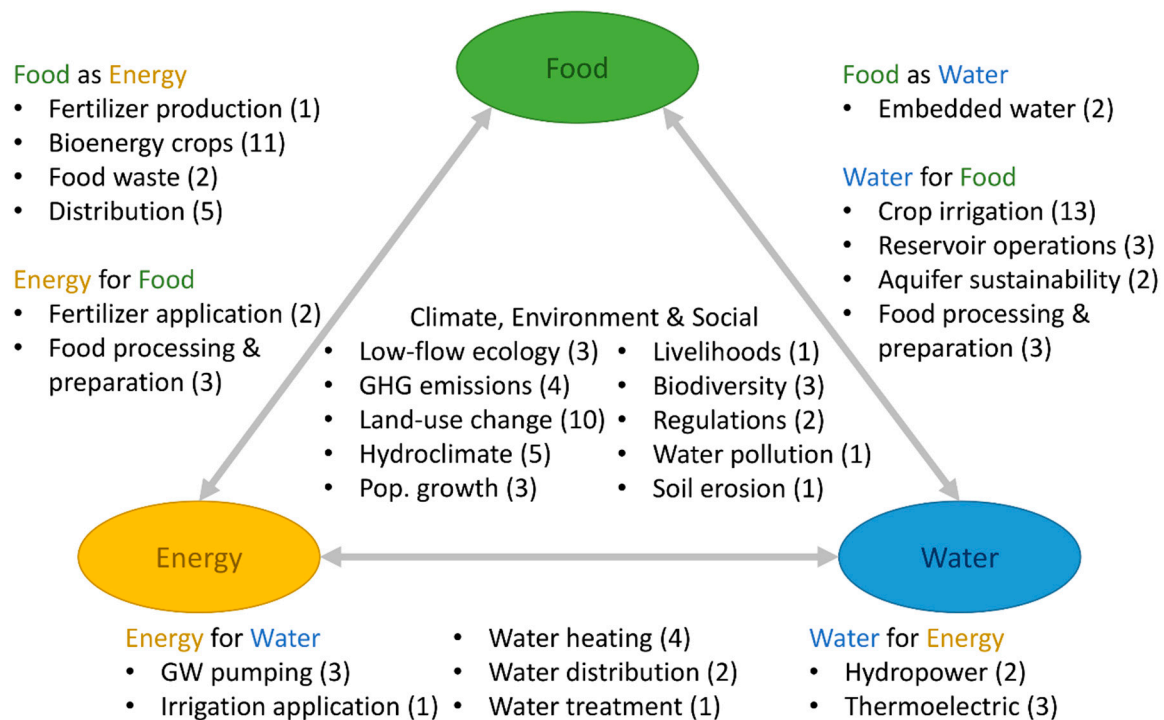 Food
Food as Energy
• Fertilizer production (1)
• Bioenergy crops (11)
• Food waste (2)
• Distribution (5)
Energy for Food
• Fertilizer application (2)
• Food processing &
preparation (3)
Food as Water
• Embedded water (2)
Water for Food
• Crop irrigation (13)
• Reservoir operations (3)
• Aquifer sustainability (2)
• Food processing &
preparation (3)
Climate, Environment & Social
• Low-flow ecology (3)
• GHG emissions (4)
• Land-use change (10)
• Hydroclimate (5)
• Pop. growth (3)
• Livelihoods (1)
• Biodiversity (3)
• Regulations (2)
• Water pollution (1)
• Soil erosion (1)
Energy
Water
Energy for Water
• GW pumping (3)
• Irrigation application (1)
• Water heating (4)
• Water distribution (2)
• Water treatment (1)
Water for Energy
• Hydropower (2)
• Thermoelectric (3)